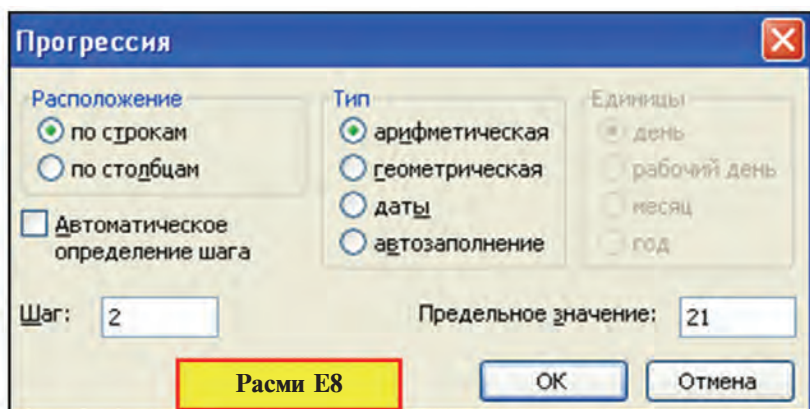 Прогрессия
Расположение
по строкам
по столбцам
Автоматическое
определение шага
Тип
арифметическая
геометрическая
даты
автозаполнение
Единицы
день
рабочий день
месяц
год
Шаг: 2
Предельное значение: 21
Расми Е8
ОК
Отмена